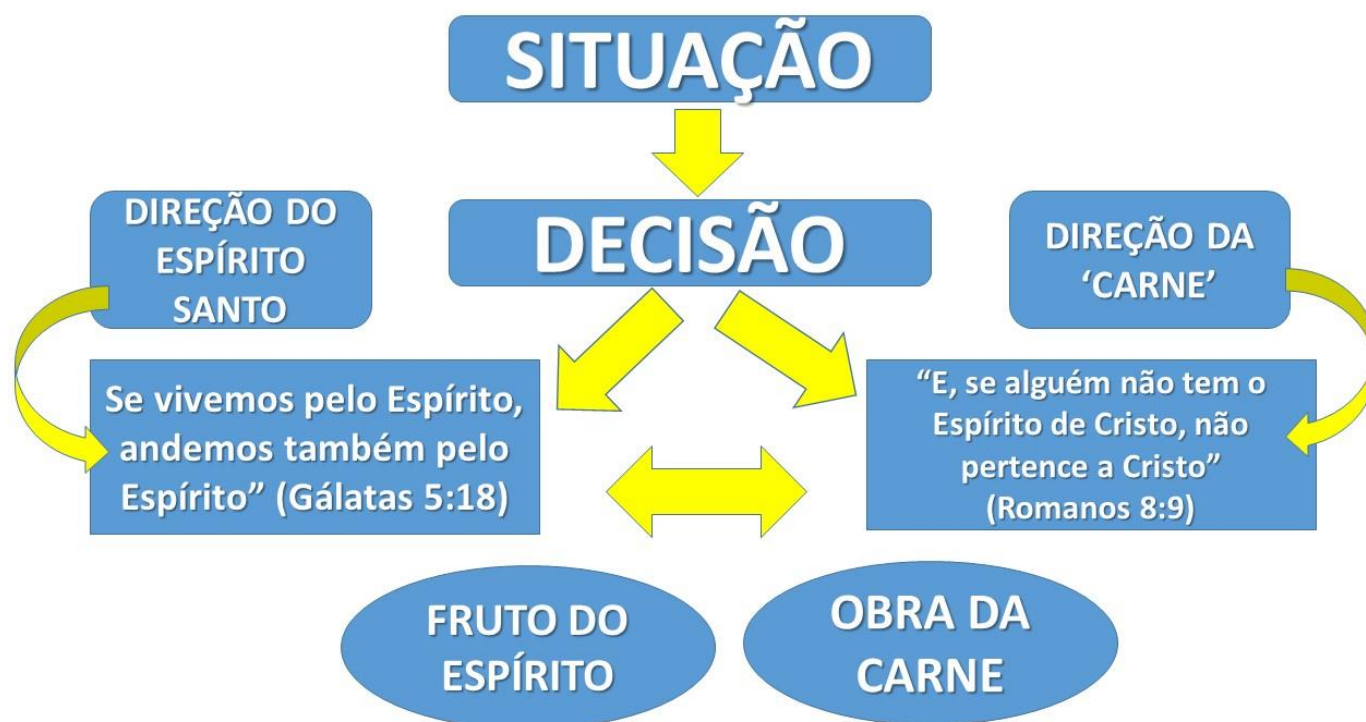 SITUAÇÃO
DIREÇÃO DO
ESPÍRITO
SANTO
DECISÃO
DIREÇÃO DA
‘CARNE’
Se vivemos pelo Espírito,
andemos também pelo
Espírito” (Gálatas 5:18)
“E, se alguém não tem o
Espírito de Cristo, não
pertence a Cristo”
(Romanos 8:9)
FRUTO DO
ESPÍRITO
OBRA DA
CARNE